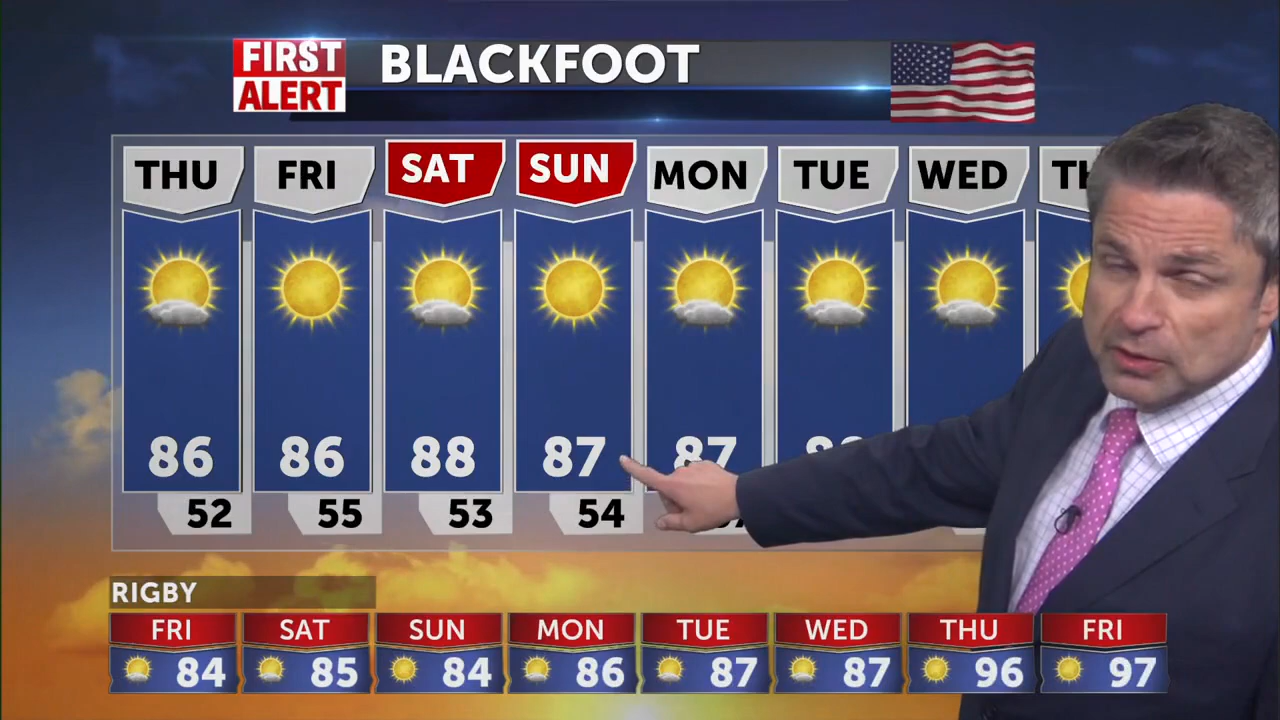 FIRST
ALERT
BLACKFOOT
THU FRI SAT SUN MON TUE WED
86 86 88 87 87
52 55 53 54
RIGBY
FRI SAT SUN MON TUE WED THU FRI
84 85 84 86 87 87 96 97